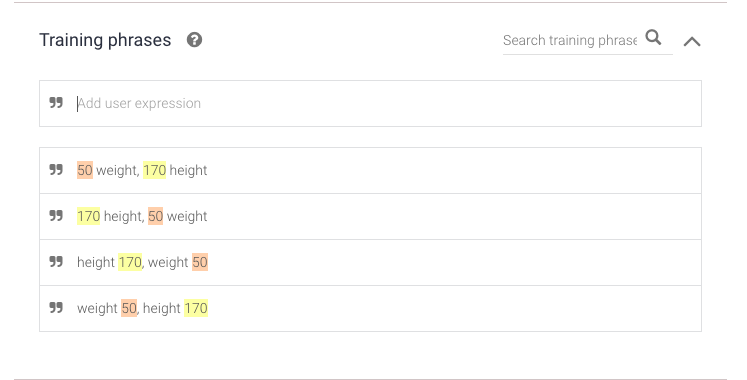 Training phrases
Search training phrase
Add user expression
50 weight, 170 height
170 height, 50 weight
height 170, weight 50
weight 50, height 170